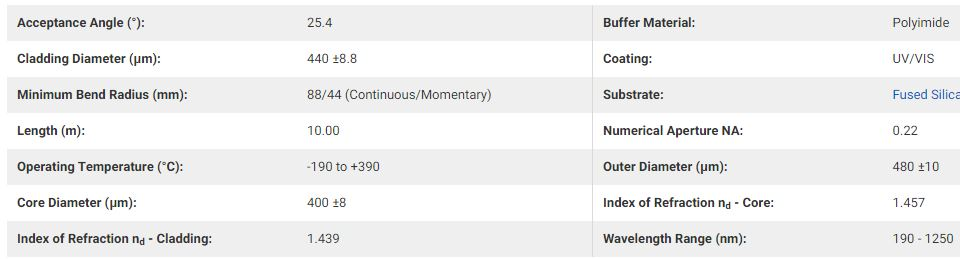 Acceptance Angle (°): 25.4 Buffer Material: Polyimide
Cladding Diameter (μm): 440 ±8.8 Coating: UV/VIS
Minimum Bend Radius (mm): 88/44 (Continuous/Momentary) Substrate: Fused Silica
Length (m): 10.00 Numerical Aperture NA: 0.22
Operating Temperature (°C): -190 to +390 Outer Diameter (μm): 480 ±10
Core Diameter (μm): 400 ±8 Index of Refraction nd - Core: 1.457
Index of Refraction nd - Cladding: 1.439 Wavelength Range (nm): 190 - 1250